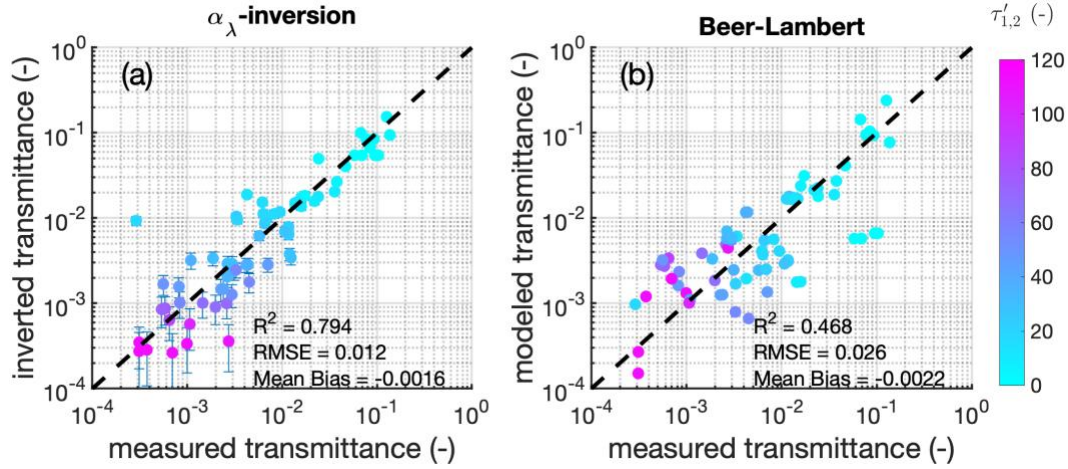 α_λ-inversion
(a)
inverted transmittance (-)
10^0
10^-1
10^-2
10^-3
10^-4
R^2 = 0.794
RMSE = 0.012
Mean Bias = -0.0016
10^-4 10^-3 10^-2 10^-1 10^0
measured transmittance (-)
Beer-Lambert
(b)
modeled transmittance (-)
10^0
10^-1
10^-2
10^-3
10^-4
R^2 = 0.468
RMSE = 0.026
Mean Bias = -0.0022
10^-4 10^-3 10^-2 10^-1 10^0
measured transmittance (-)
τ′_1,2 (-)
120
100
80
60
40
20
0